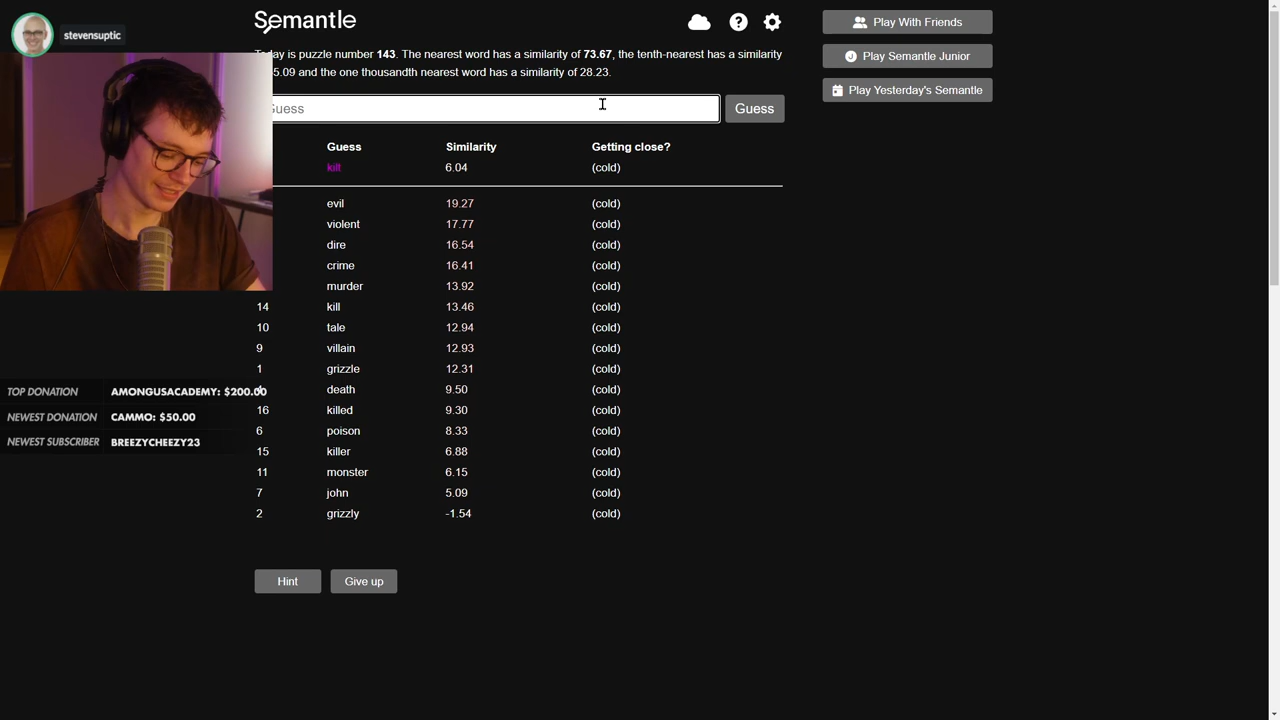 stevensuptic
Semantle
Today is puzzle number 143. The nearest word has a similarity of 73.67, the tenth-nearest has a similarity
5.09 and the one thousandth nearest word has a similarity of 28.23.
Guess
Guess
Play With Friends
Play Semantle Junior
Play Yesterday's Semantle
Guess Similarity Getting close?
kilt 6.04 (cold)
evil 19.27 (cold)
violent 17.77 (cold)
dire 16.54 (cold)
crime 16.41 (cold)
murder 13.92 (cold)
14 kill 13.46 (cold)
10 tale 12.94 (cold)
9 villain 12.93 (cold)
1 grizzle 12.31 (cold)
4 death 9.50 (cold)
16 killed 9.30 (cold)
6 poison 8.33 (cold)
15 killer 6.88 (cold)
11 monster 6.15 (cold)
7 john 5.09 (cold)
2 grizzly -1.54 (cold)
TOP DONATION AMONGUSACADEMY: $200.00
NEWEST DONATION CAMMO: $50.00
NEWEST SUBSCRIBER BREEZYCHEEZY23
Hint Give up